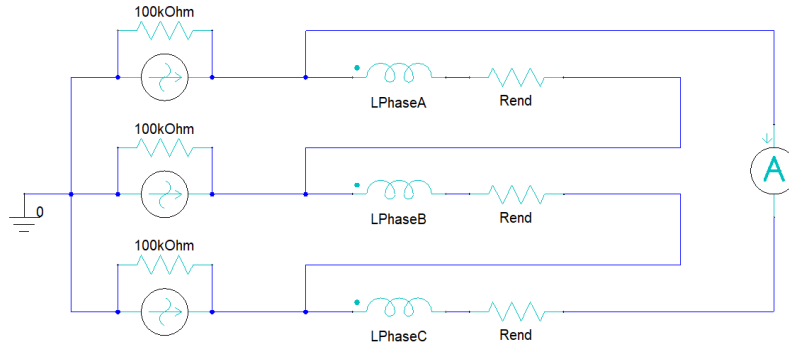 100kOhm
LPhaseA
Rend
100kOhm
A
0
LPhaseB
Rend
100kOhm
LPhaseC
Rend